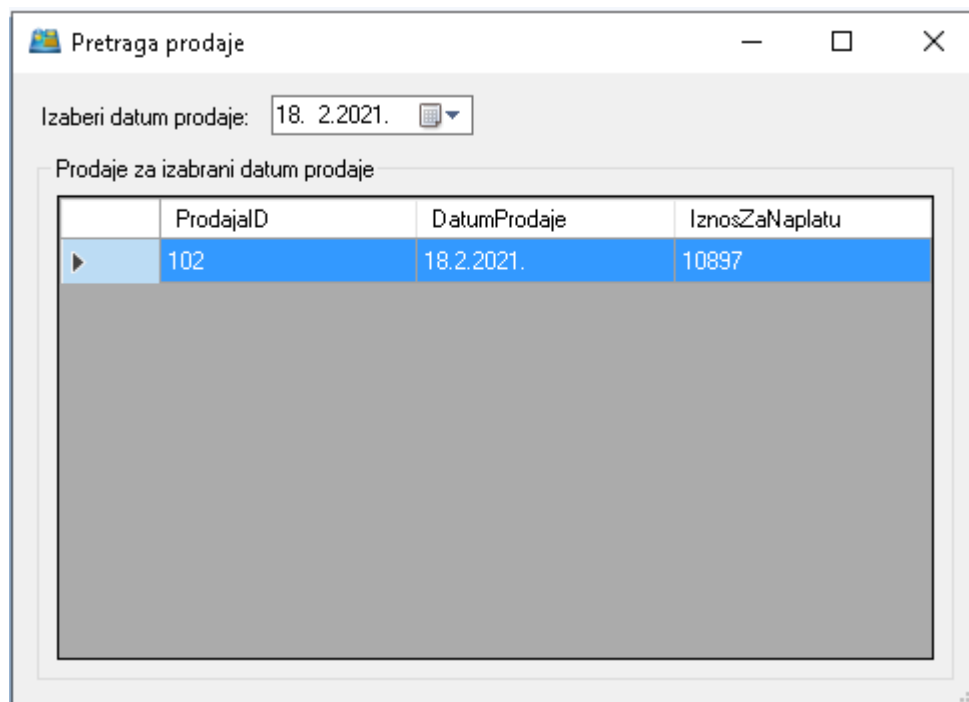 Pretraga prodaje
Izaberi datum prodaje: 18. 2.2021.
Prodaje za izabrani datum prodaje
ProdajaID DatumProdaje IznosZaNaplatu
102 18.2.2021. 10897